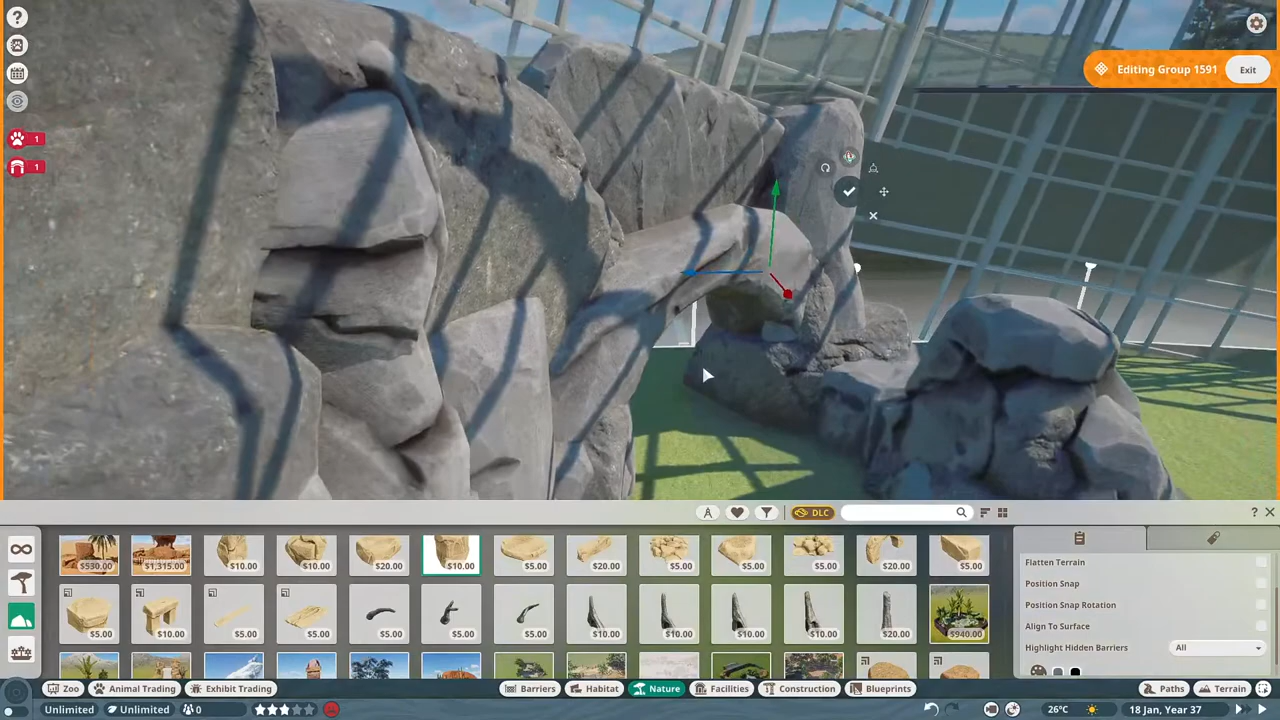 ?
Editing Group 1591 Exit
1
1
DLC
? ×
$530.00 $1,315.00 $10.00 $10.00 $20.00 $10.00 $5.00 $20.00 $5.00 $5.00 $5.00 $20.00 $5.00
Flatten Terrain
Position Snap
Position Snap Rotation
Align To Surface
Highlight Hidden Barriers All
$5.00 $10.00 $5.00 $5.00 $5.00 $5.00 $5.00 $10.00 $10.00 $10.00 $10.00 $20.00 $940.00
Zoo Animal Trading Exhibit Trading Barriers Habitat Nature Facilities Construction Blueprints Paths Terrain
Unlimited Unlimited 0 26°C 18 Jan, Year 37